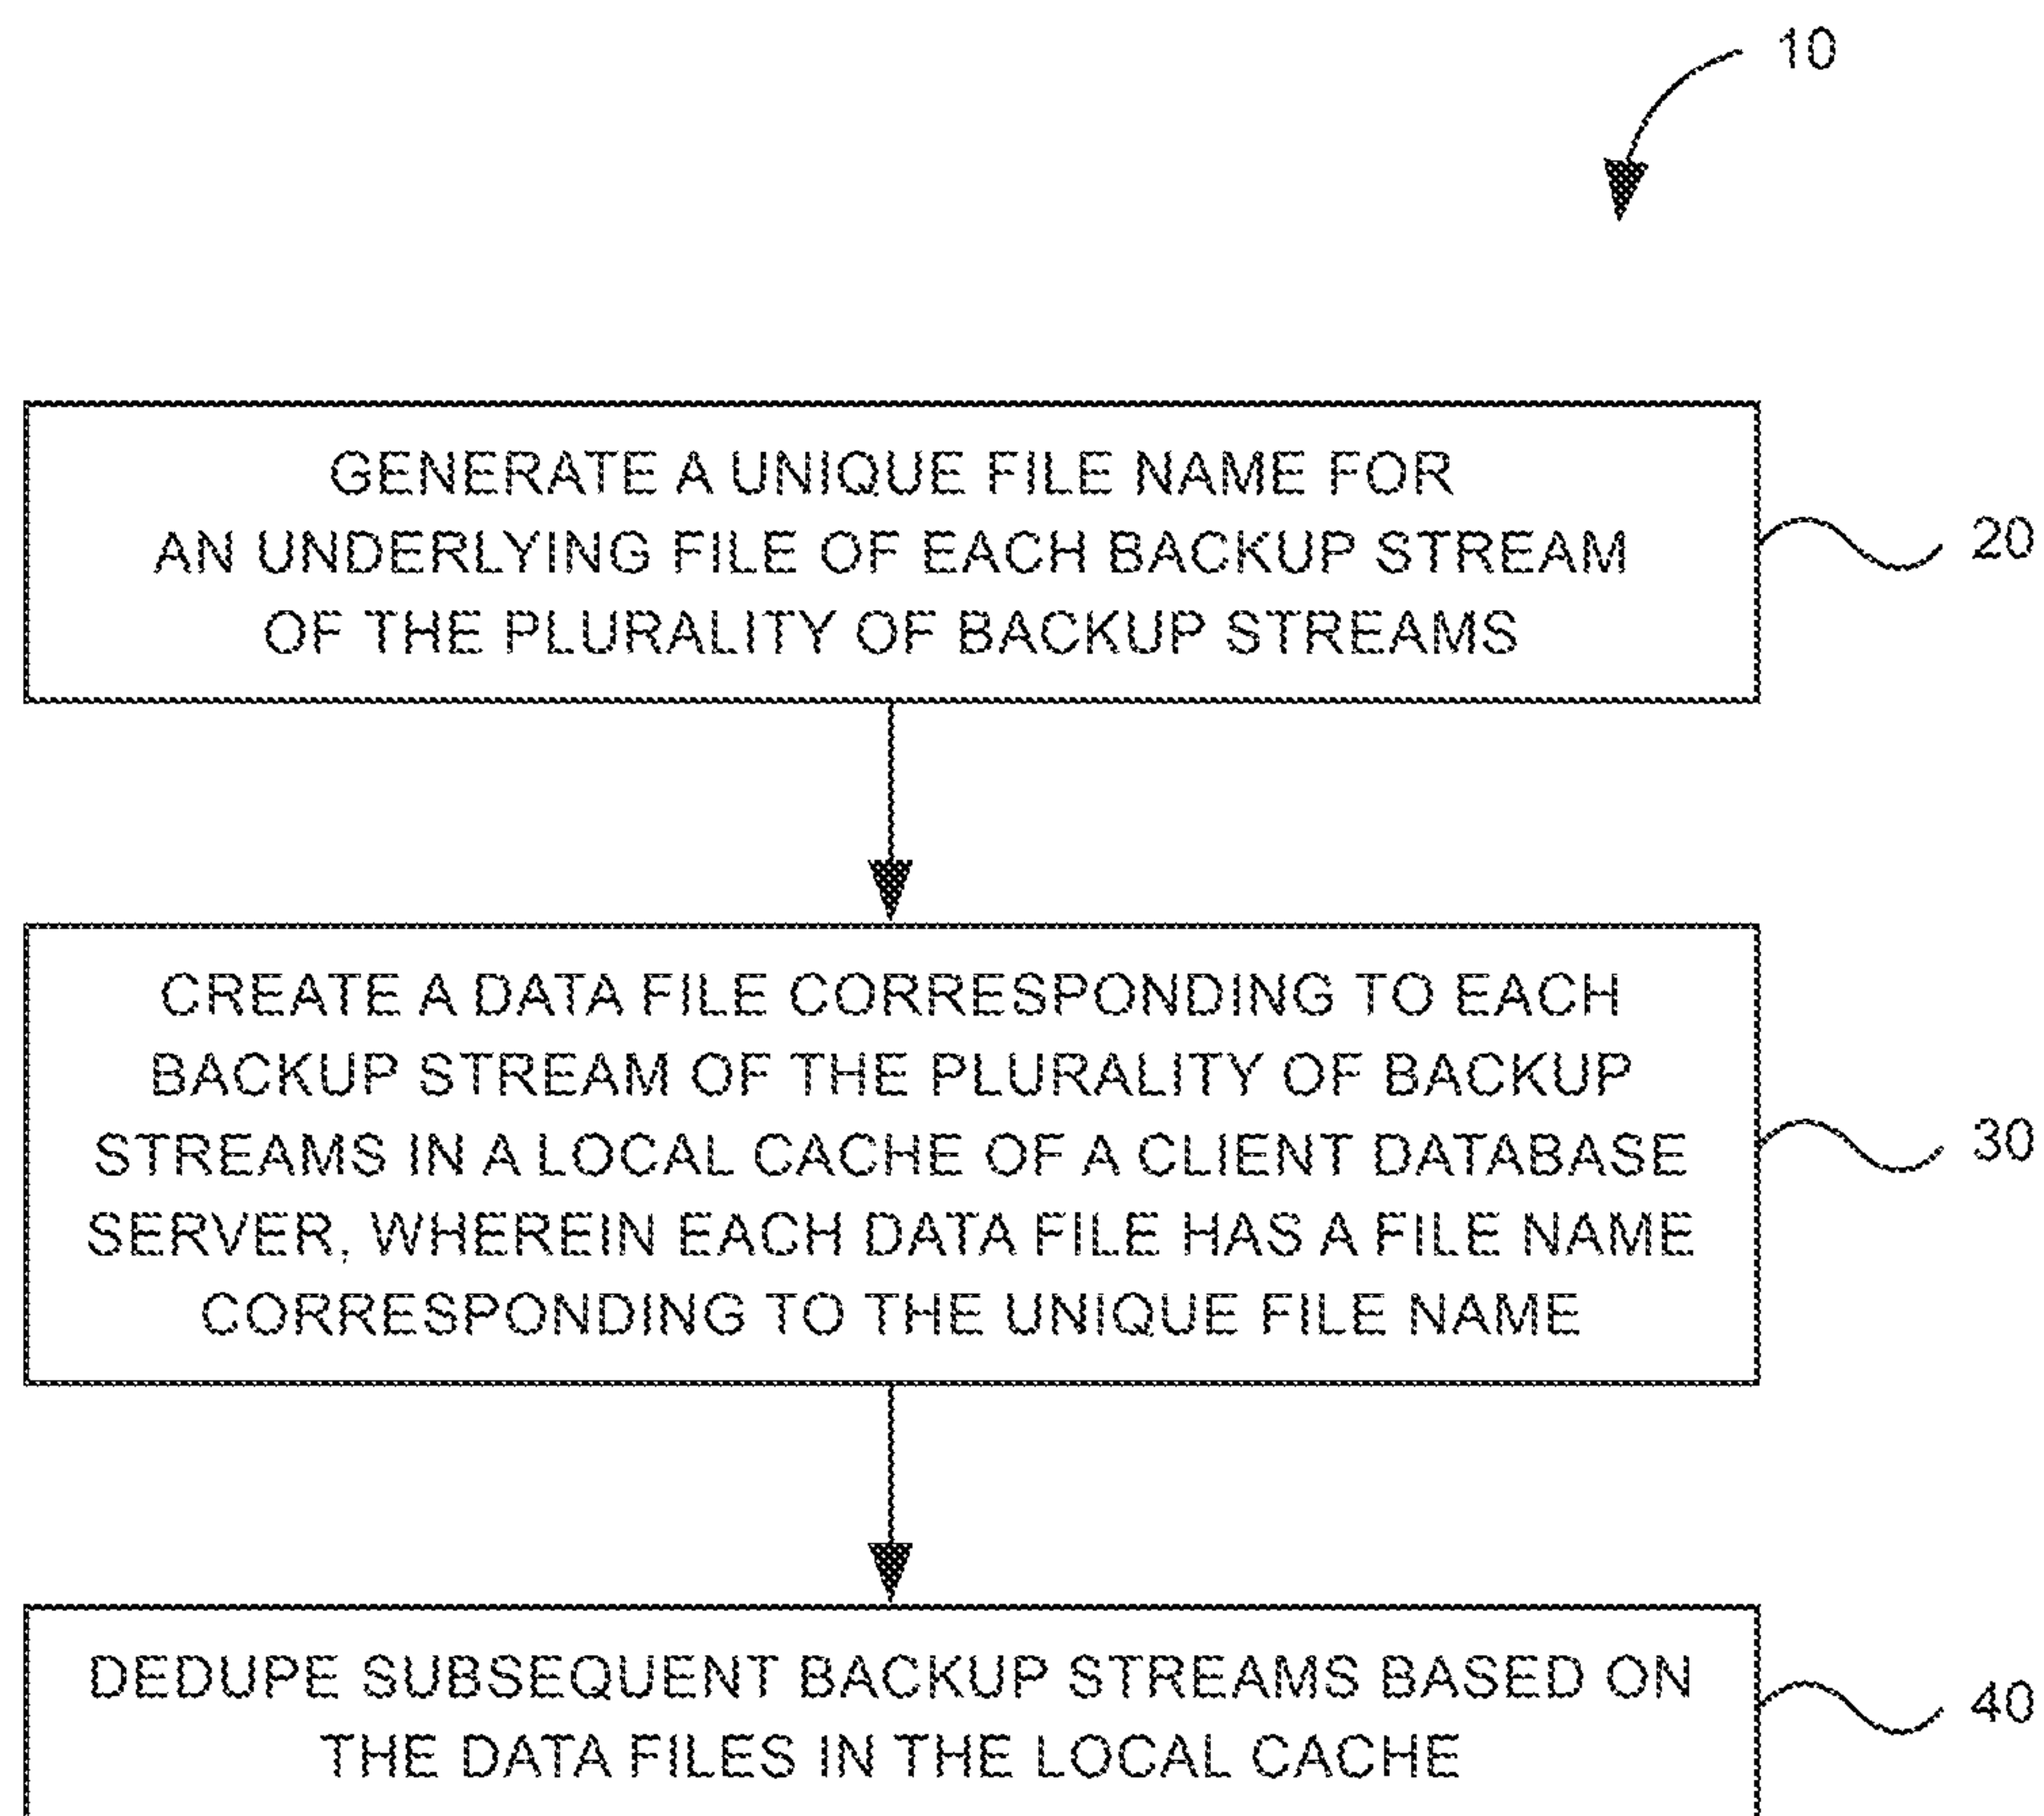 10
GENERATE A UNIQUE FILE NAME FOR
AN UNDERLYING FILE OF EACH BACKUP STREAM
OF THE PLURALITY OF BACKUP STREAMS
20
CREATE A DATA FILE CORRESPONDING TO EACH
BACKUP STREAM OF THE PLURALITY OF BACKUP
STREAMS IN A LOCAL CACHE OF A CLIENT DATABASE
SERVER, WHEREIN EACH DATA FILE HAS A FILE NAME
CORRESPONDING TO THE UNIQUE FILE NAME
30
DEDUPE SUBSEQUENT BACKUP STREAMS BASED ON
THE DATA FILES IN THE LOCAL CACHE
40